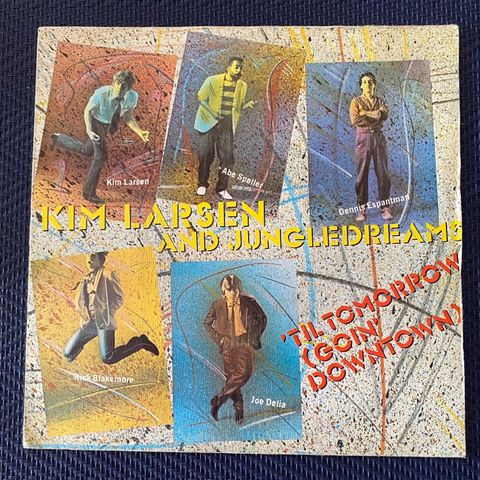 Kim Larsen
Abe Speller
Dennis Espantman
KIM LARSEN
AND JUNGLEDREAMS
Rick Blakemore
Joe Delia
'TIL TOMORROW
(GOIN'
DOWNTOWN)